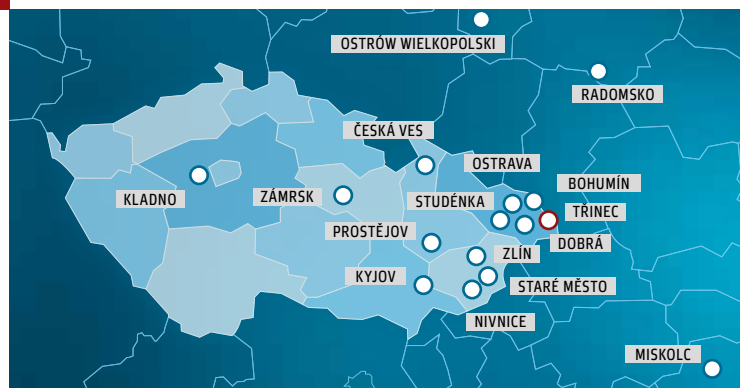 OSTRÓW WIELKOPOLSKI
RADOMSKO
ČESKÁ VES
OSTRAVA
BOHUMÍN
KLADNO
ZÁMRSK
STUDÉNKA
TŘINEC
PROSTĚJOV
DOBRÁ
ZLÍN
KYJOV
STARÉ MĚSTO
NIVNICE
MISKOLC